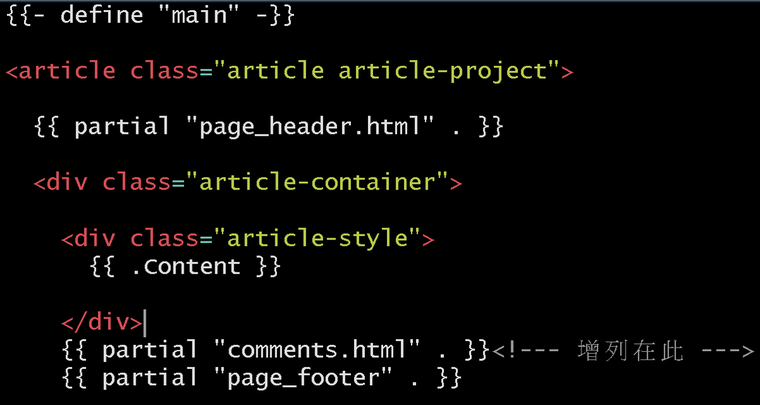 {{- define "main" -}}
<article class="article article-project">
{{ partial "page_header.html" . }}
<div class="article-container">
<div class="article-style">
{{ .Content }}
</div>
{{ partial "comments.html" . }}<!--- 增列在此 --->
{{ partial "page_footer" . }}